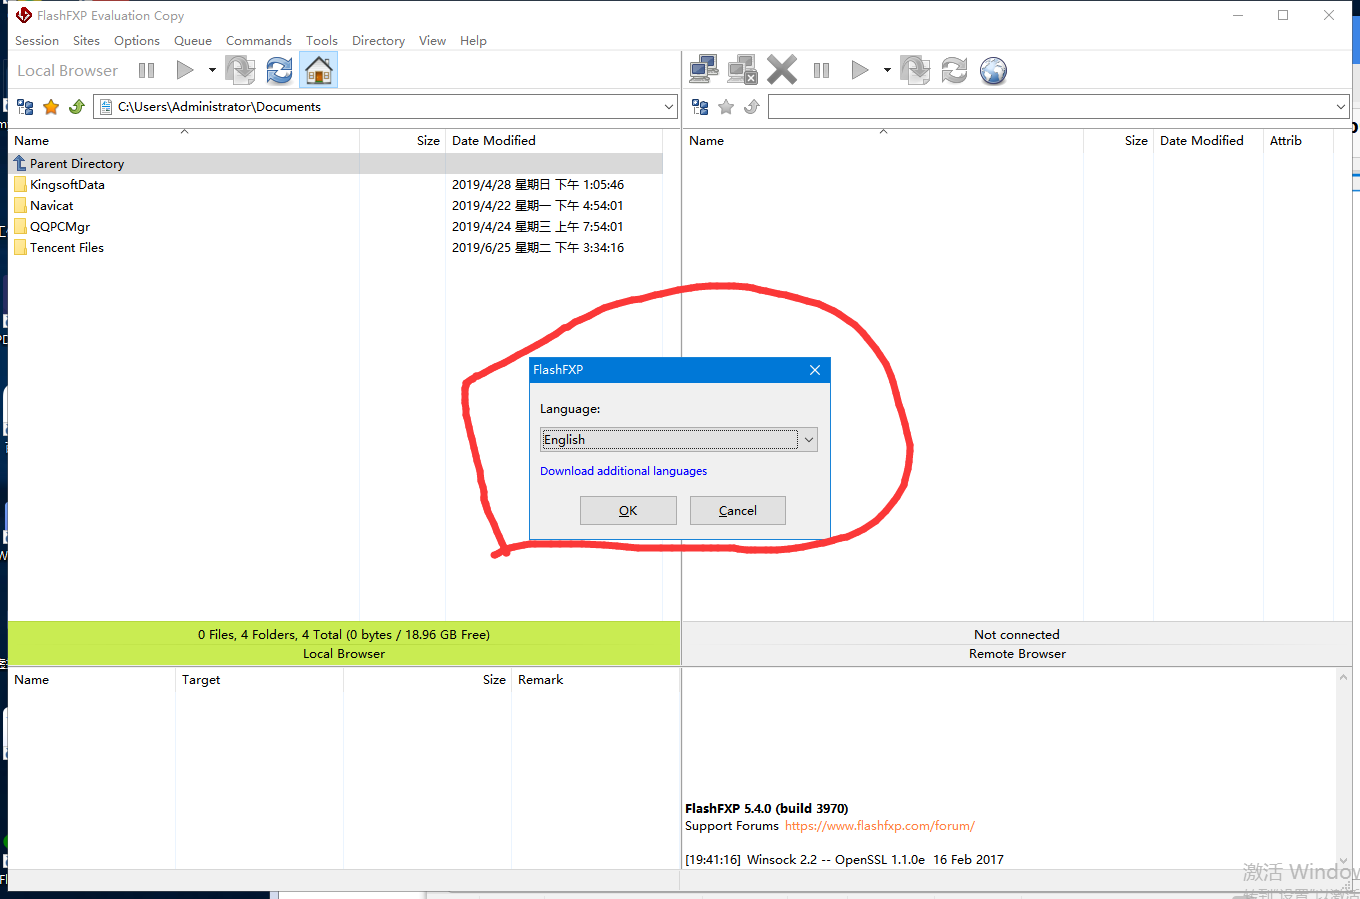 FlashFXP Evaluation Copy
Session Sites Options Queue Commands Tools Directory View Help
Local Browser
C:\Users\Administrator\Documents
Name Size Date Modified
Parent Directory
KingsoftData 2019/4/28 星期日 下午 1:05:46
Navicat 2019/4/22 星期一 下午 4:54:01
QQPCMgr 2019/4/24 星期三 上午 7:54:01
Tencent Files 2019/6/25 星期二 下午 3:34:16
Name Size Date Modified Attrib
FlashFXP
Language:
English
Download additional languages
OK Cancel
0 Files, 4 Folders, 4 Total (0 bytes / 18.96 GB Free)
Local Browser
Not connected
Remote Browser
Name Target Size Remark
FlashFXP 5.4.0 (build 3970)
Support Forums https://www.flashfxp.com/forum/
[19:41:16] Winsock 2.2 -- OpenSSL 1.1.0e 16 Feb 2017
激活 Windo